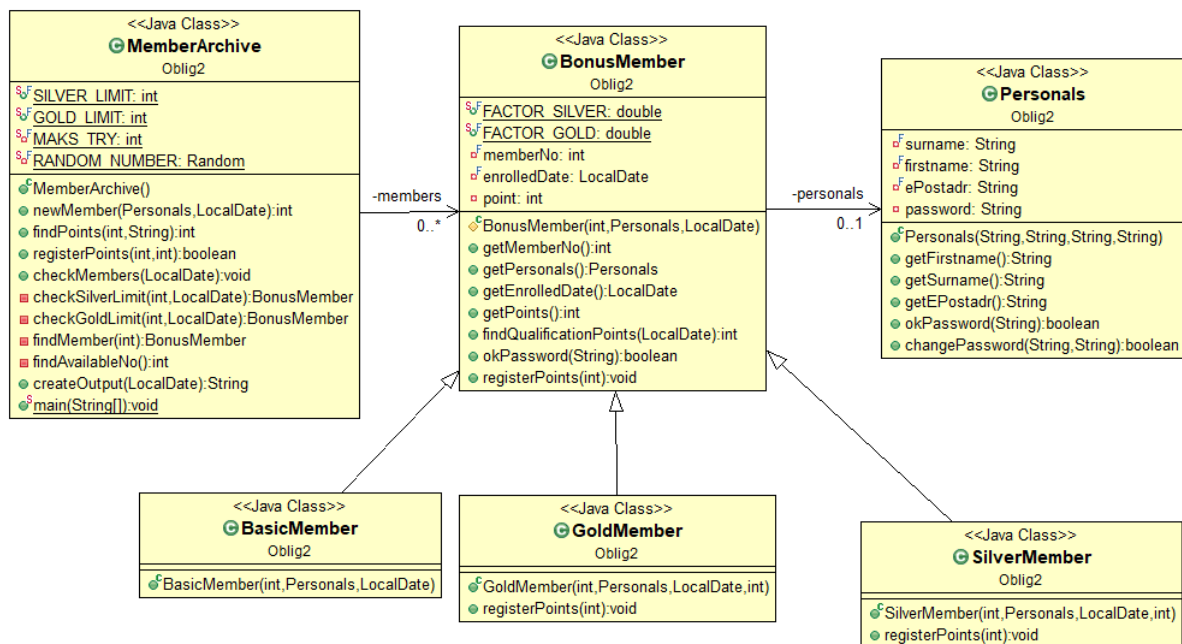 <<Java Class>>
MemberArchive
Oblig2
SILVER_LIMIT: int
GOLD_LIMIT: int
MAKS_TRY: int
RANDOM_NUMBER: Random
MemberArchive()
newMember(Personals,LocalDate):int
findPoints(int,String):int
registerPoints(int,int):boolean
checkMembers(LocalDate):void
checkSilverLimit(int,LocalDate):BonusMember
checkGoldLimit(int,LocalDate):BonusMember
findMember(int):BonusMember
findAvailableNo():int
createOutput(LocalDate):String
main(String[]):void
-members
0..*
<<Java Class>>
BonusMember
Oblig2
FACTOR_SILVER: double
FACTOR_GOLD: double
memberNo: int
enrolledDate: LocalDate
point: int
BonusMember(int,Personals,LocalDate)
getMemberNo():int
getPersonals():Personals
getEnrolledDate():LocalDate
getPoints():int
findQualificationPoints(LocalDate):int
okPassword(String):boolean
registerPoints(int):void
-personals
0..1
<<Java Class>>
Personals
Oblig2
surname: String
firstname: String
ePostadr: String
password: String
Personals(String,String,String,String)
getFirstname():String
getSurname():String
getEPostadr():String
okPassword(String):boolean
changePassword(String,String):boolean
<<Java Class>>
BasicMember
Oblig2
BasicMember(int,Personals,LocalDate)
<<Java Class>>
GoldMember
Oblig2
GoldMember(int,Personals,LocalDate,int)
registerPoints(int):void
<<Java Class>>
SilverMember
Oblig2
SilverMember(int,Personals,LocalDate,int)
registerPoints(int):void